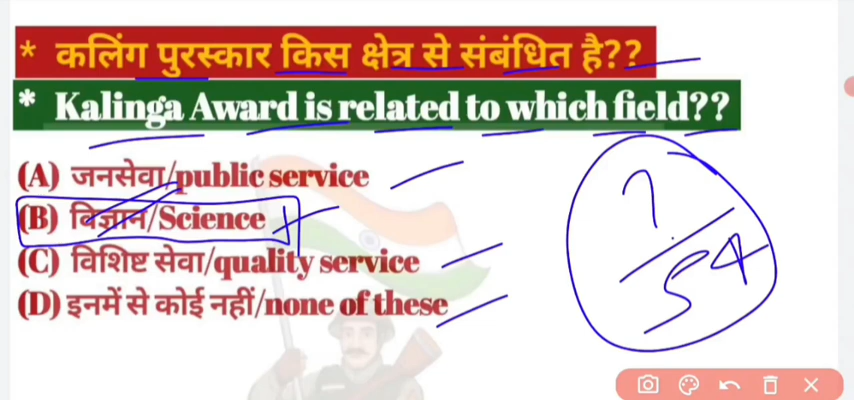 * कलिंग पुरस्कार किस क्षेत्र से संबंधित है??
* Kalinga Award is related to which field??
(A) जनसेवा/public service
(B) विज्ञान/Science
(C) विशिष्ट सेवा/quality service
(D) इनमें से कोई नहीं/none of these